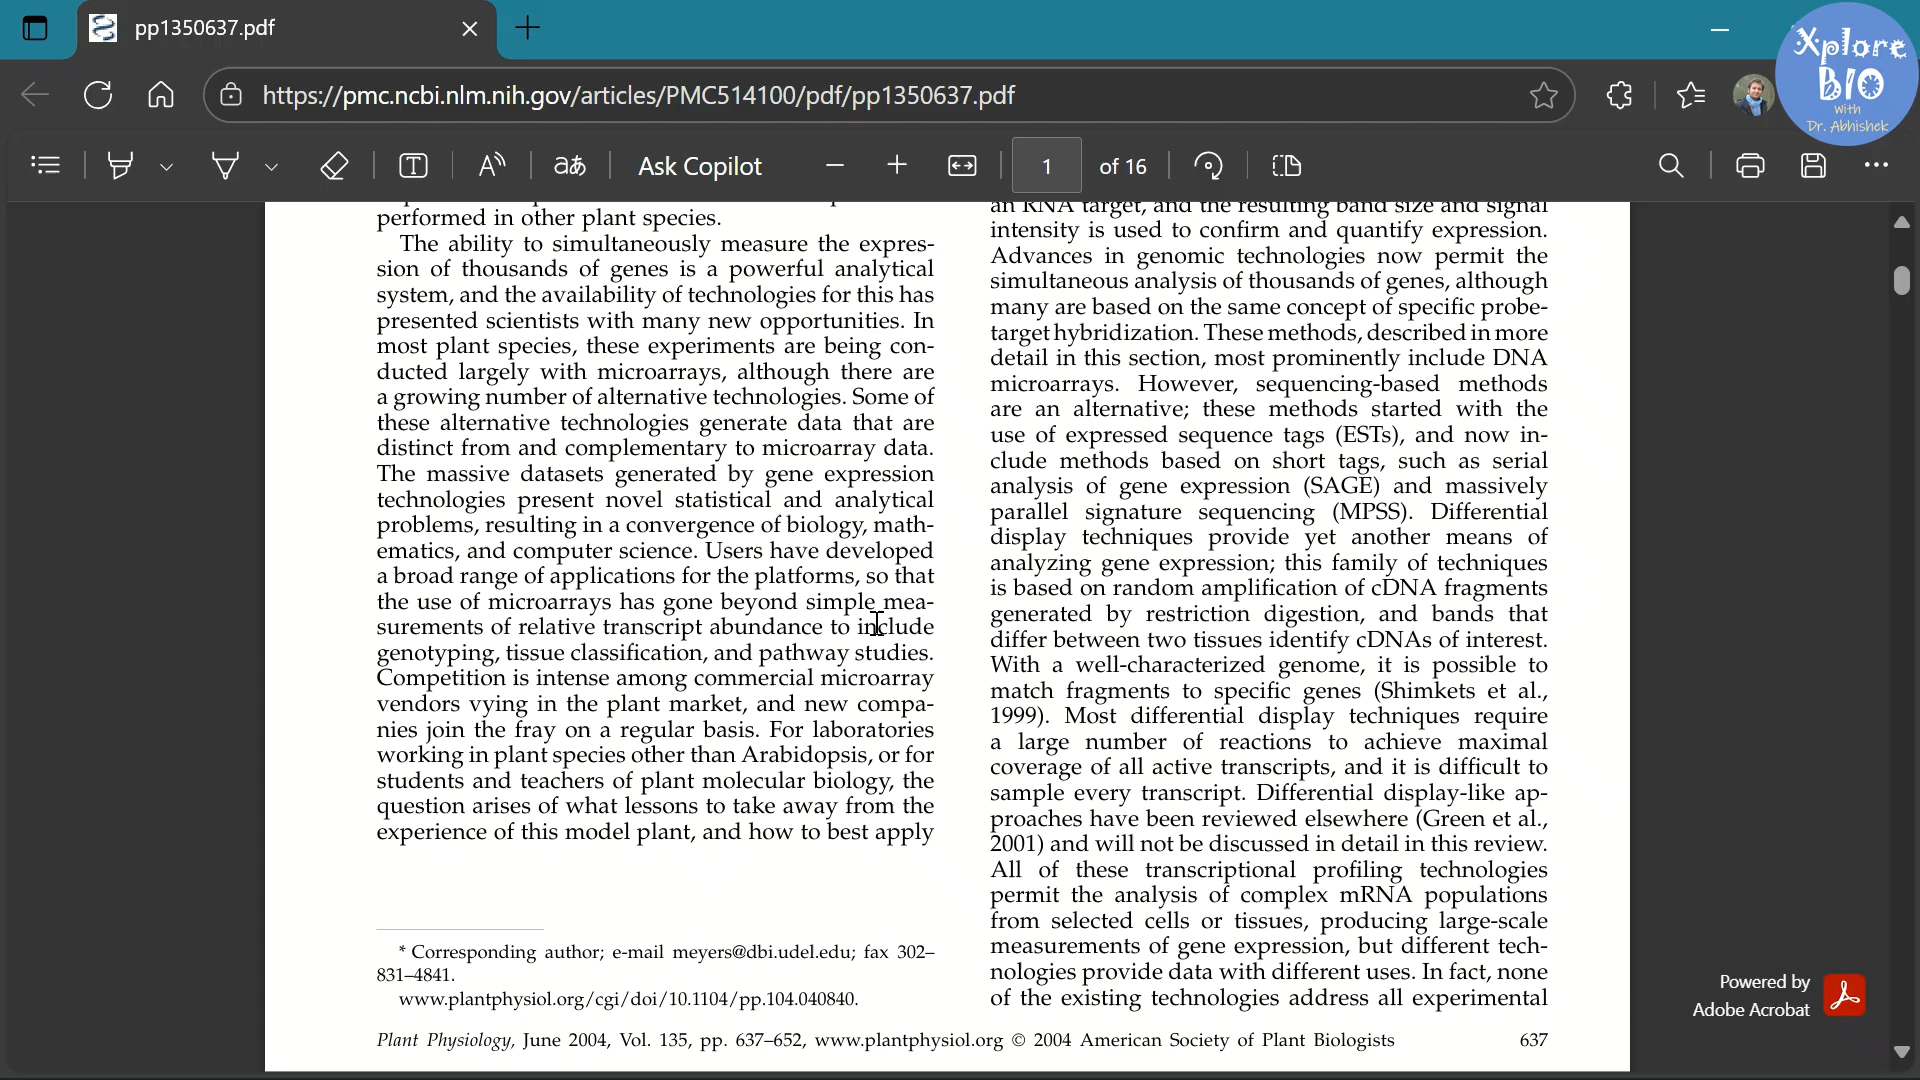 pp1350637.pdf
https://pmc.ncbi.nlm.nih.gov/articles/PMC514100/pdf/pp1350637.pdf
Xplore
BIO
With
Dr. Abhishek
Ask Copilot
1 of 16
performed in other plant species.
The ability to simultaneously measure the expres-
sion of thousands of genes is a powerful analytical
system, and the availability of technologies for this has
presented scientists with many new opportunities. In
most plant species, these experiments are being con-
ducted largely with microarrays, although there are
a growing number of alternative technologies. Some of
these alternative technologies generate data that are
distinct from and complementary to microarray data.
The massive datasets generated by gene expression
technologies present novel statistical and analytical
problems, resulting in a convergence of biology, math-
ematics, and computer science. Users have developed
a broad range of applications for the platforms, so that
the use of microarrays has gone beyond simple mea-
surements of relative transcript abundance to include
genotyping, tissue classification, and pathway studies.
Competition is intense among commercial microarray
vendors vying in the plant market, and new compa-
nies join the fray on a regular basis. For laboratories
working in plant species other than Arabidopsis, or for
students and teachers of plant molecular biology, the
question arises of what lessons to take away from the
experience of this model plant, and how to best apply
* Corresponding author; e-mail meyers@dbi.udel.edu; fax 302–
831–4841.
www.plantphysiol.org/cgi/doi/10.1104/pp.104.040840.
an RNA target, and the resulting band size and signal
intensity is used to confirm and quantify expression.
Advances in genomic technologies now permit the
simultaneous analysis of thousands of genes, although
many are based on the same concept of specific probe-
target hybridization. These methods, described in more
detail in this section, most prominently include DNA
microarrays. However, sequencing-based methods
are an alternative; these methods started with the
use of expressed sequence tags (ESTs), and now in-
clude methods based on short tags, such as serial
analysis of gene expression (SAGE) and massively
parallel signature sequencing (MPSS). Differential
display techniques provide yet another means of
analyzing gene expression; this family of techniques
is based on random amplification of cDNA fragments
generated by restriction digestion, and bands that
differ between two tissues identify cDNAs of interest.
With a well-characterized genome, it is possible to
match fragments to specific genes (Shimkets et al.,
1999). Most differential display techniques require
a large number of reactions to achieve maximal
coverage of all active transcripts, and it is difficult to
sample every transcript. Differential display-like ap-
proaches have been reviewed elsewhere (Green et al.,
2001) and will not be discussed in detail in this review.
All of these transcriptional profiling technologies
permit the analysis of complex mRNA populations
from selected cells or tissues, producing large-scale
measurements of gene expression, but different tech-
nologies provide data with different uses. In fact, none
of the existing technologies address all experimental
Plant Physiology, June 2004, Vol. 135, pp. 637–652, www.plantphysiol.org © 2004 American Society of Plant Biologists 637
Powered by
Adobe Acrobat